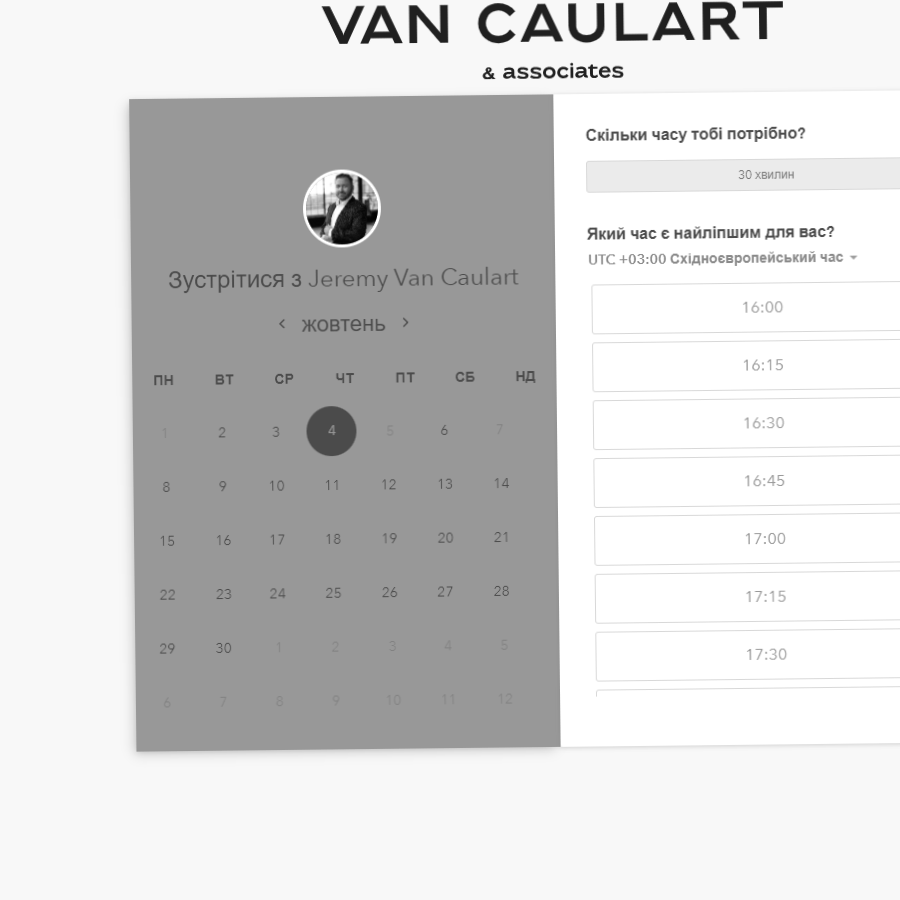 VAN CAULART
& associates
Зустрітися з Jeremy Van Caulart
‹ жовтень ›
ПН ВТ СР ЧТ ПТ СБ НД
1 2 3 4 5 6 7
8 9 10 11 12 13 14
15 16 17 18 19 20 21
22 23 24 25 26 27 28
29 30 1 2 3 4 5
6 7 8 9 10 11 12
Скільки часу тобі потрібно?
30 хвилин
Який час є найліпшим для вас?
UTC +03:00 Східноєвропейський час
16:00
16:15
16:30
16:45
17:00
17:15
17:30